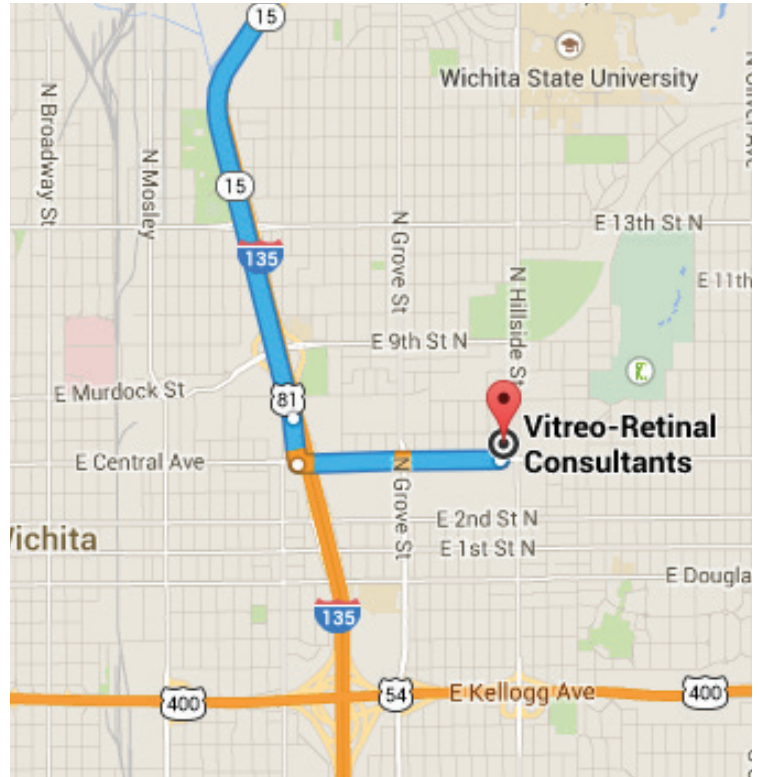 15
Wichita State University
N Broadway St
N Mosley
15
N Grove St
E 13th St N
135
N Hillside St
E 11th
E 9th St N
E Murdock St
81
Vitreo-Retinal
Consultants
E Central Ave
N Grove St
E 2nd St N
E 1st St N
Wichita
E Dougla
135
400
54
E Kellogg Ave
400